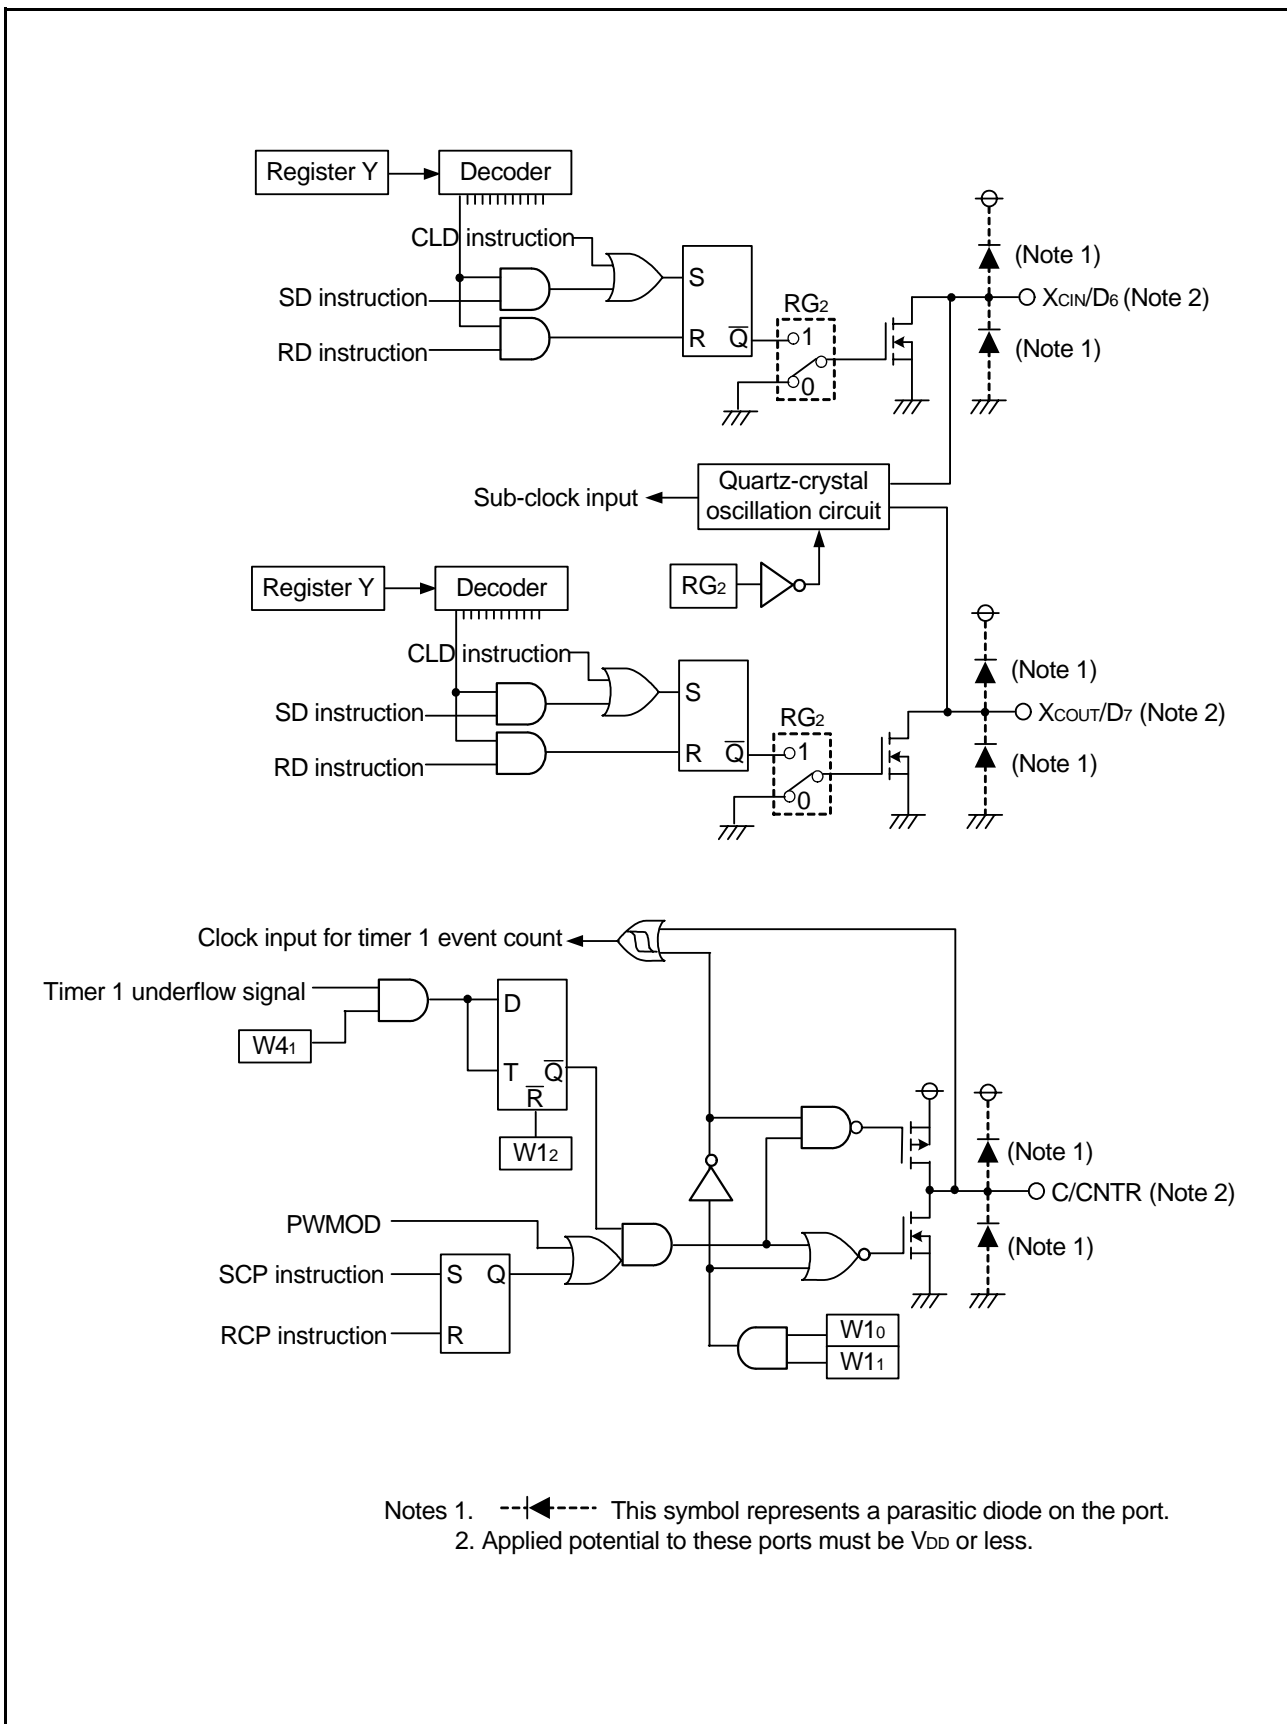 Register Y
Decoder
CLD instruction
SD instruction
RD instruction
S
R
Q̅
RG2
1
0
(Note 1)
XCIN/D6 (Note 2)
(Note 1)
Sub-clock input
Quartz-crystal
oscillation circuit
RG2
Register Y
Decoder
CLD instruction
SD instruction
RD instruction
S
R
Q̅
RG2
1
0
(Note 1)
XCOUT/D7 (Note 2)
(Note 1)
Clock input for timer 1 event count
Timer 1 underflow signal
W41
D
T
Q̅
R̅
W12
PWMOD
SCP instruction
RCP instruction
S
Q
R
(Note 1)
C/CNTR (Note 2)
(Note 1)
W10
W11
Notes 1. This symbol represents a parasitic diode on the port.
2. Applied potential to these ports must be VDD or less.